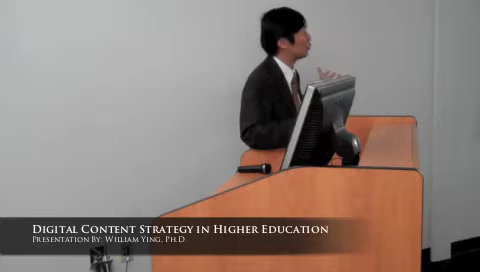 Digital Content Strategy in Higher Education
Presentation By: William Ying, Ph.D.